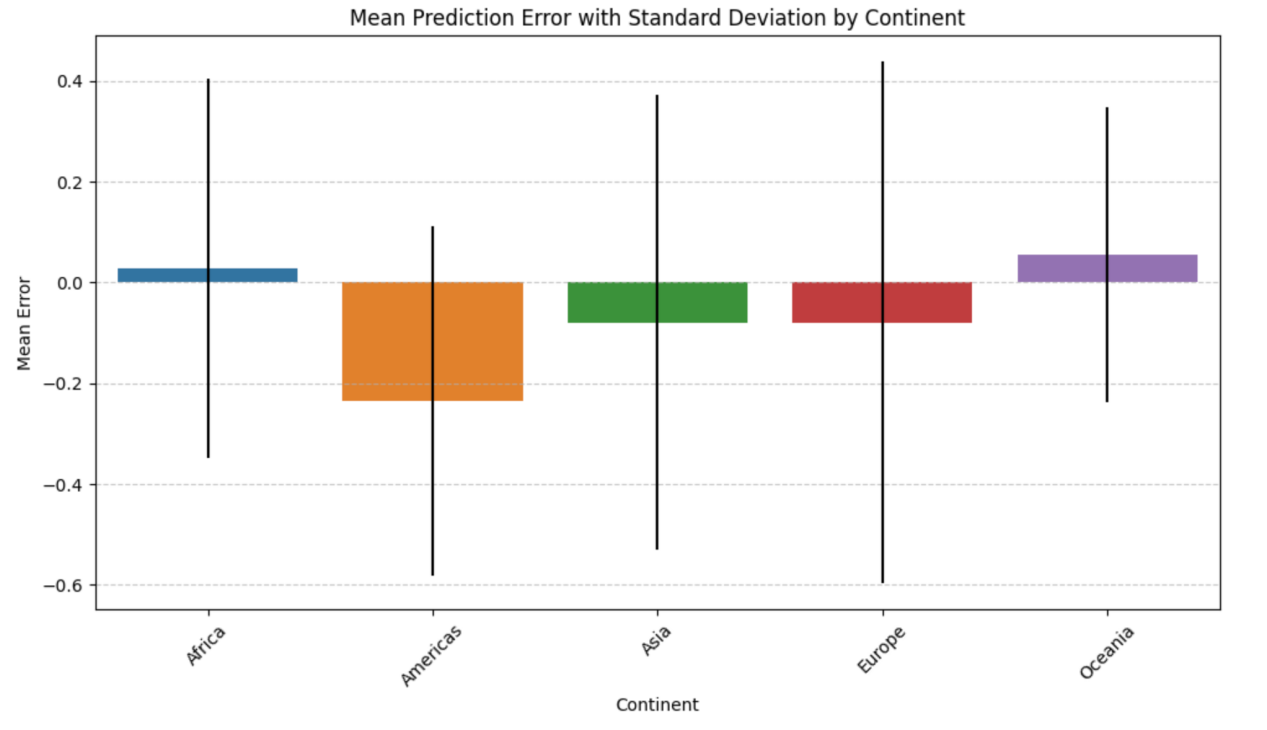 Mean Prediction Error with Standard Deviation by Continent
Mean Error
0.4
0.2
0.0
−0.2
−0.4
−0.6
Africa
Americas
Asia
Europe
Oceania
Continent